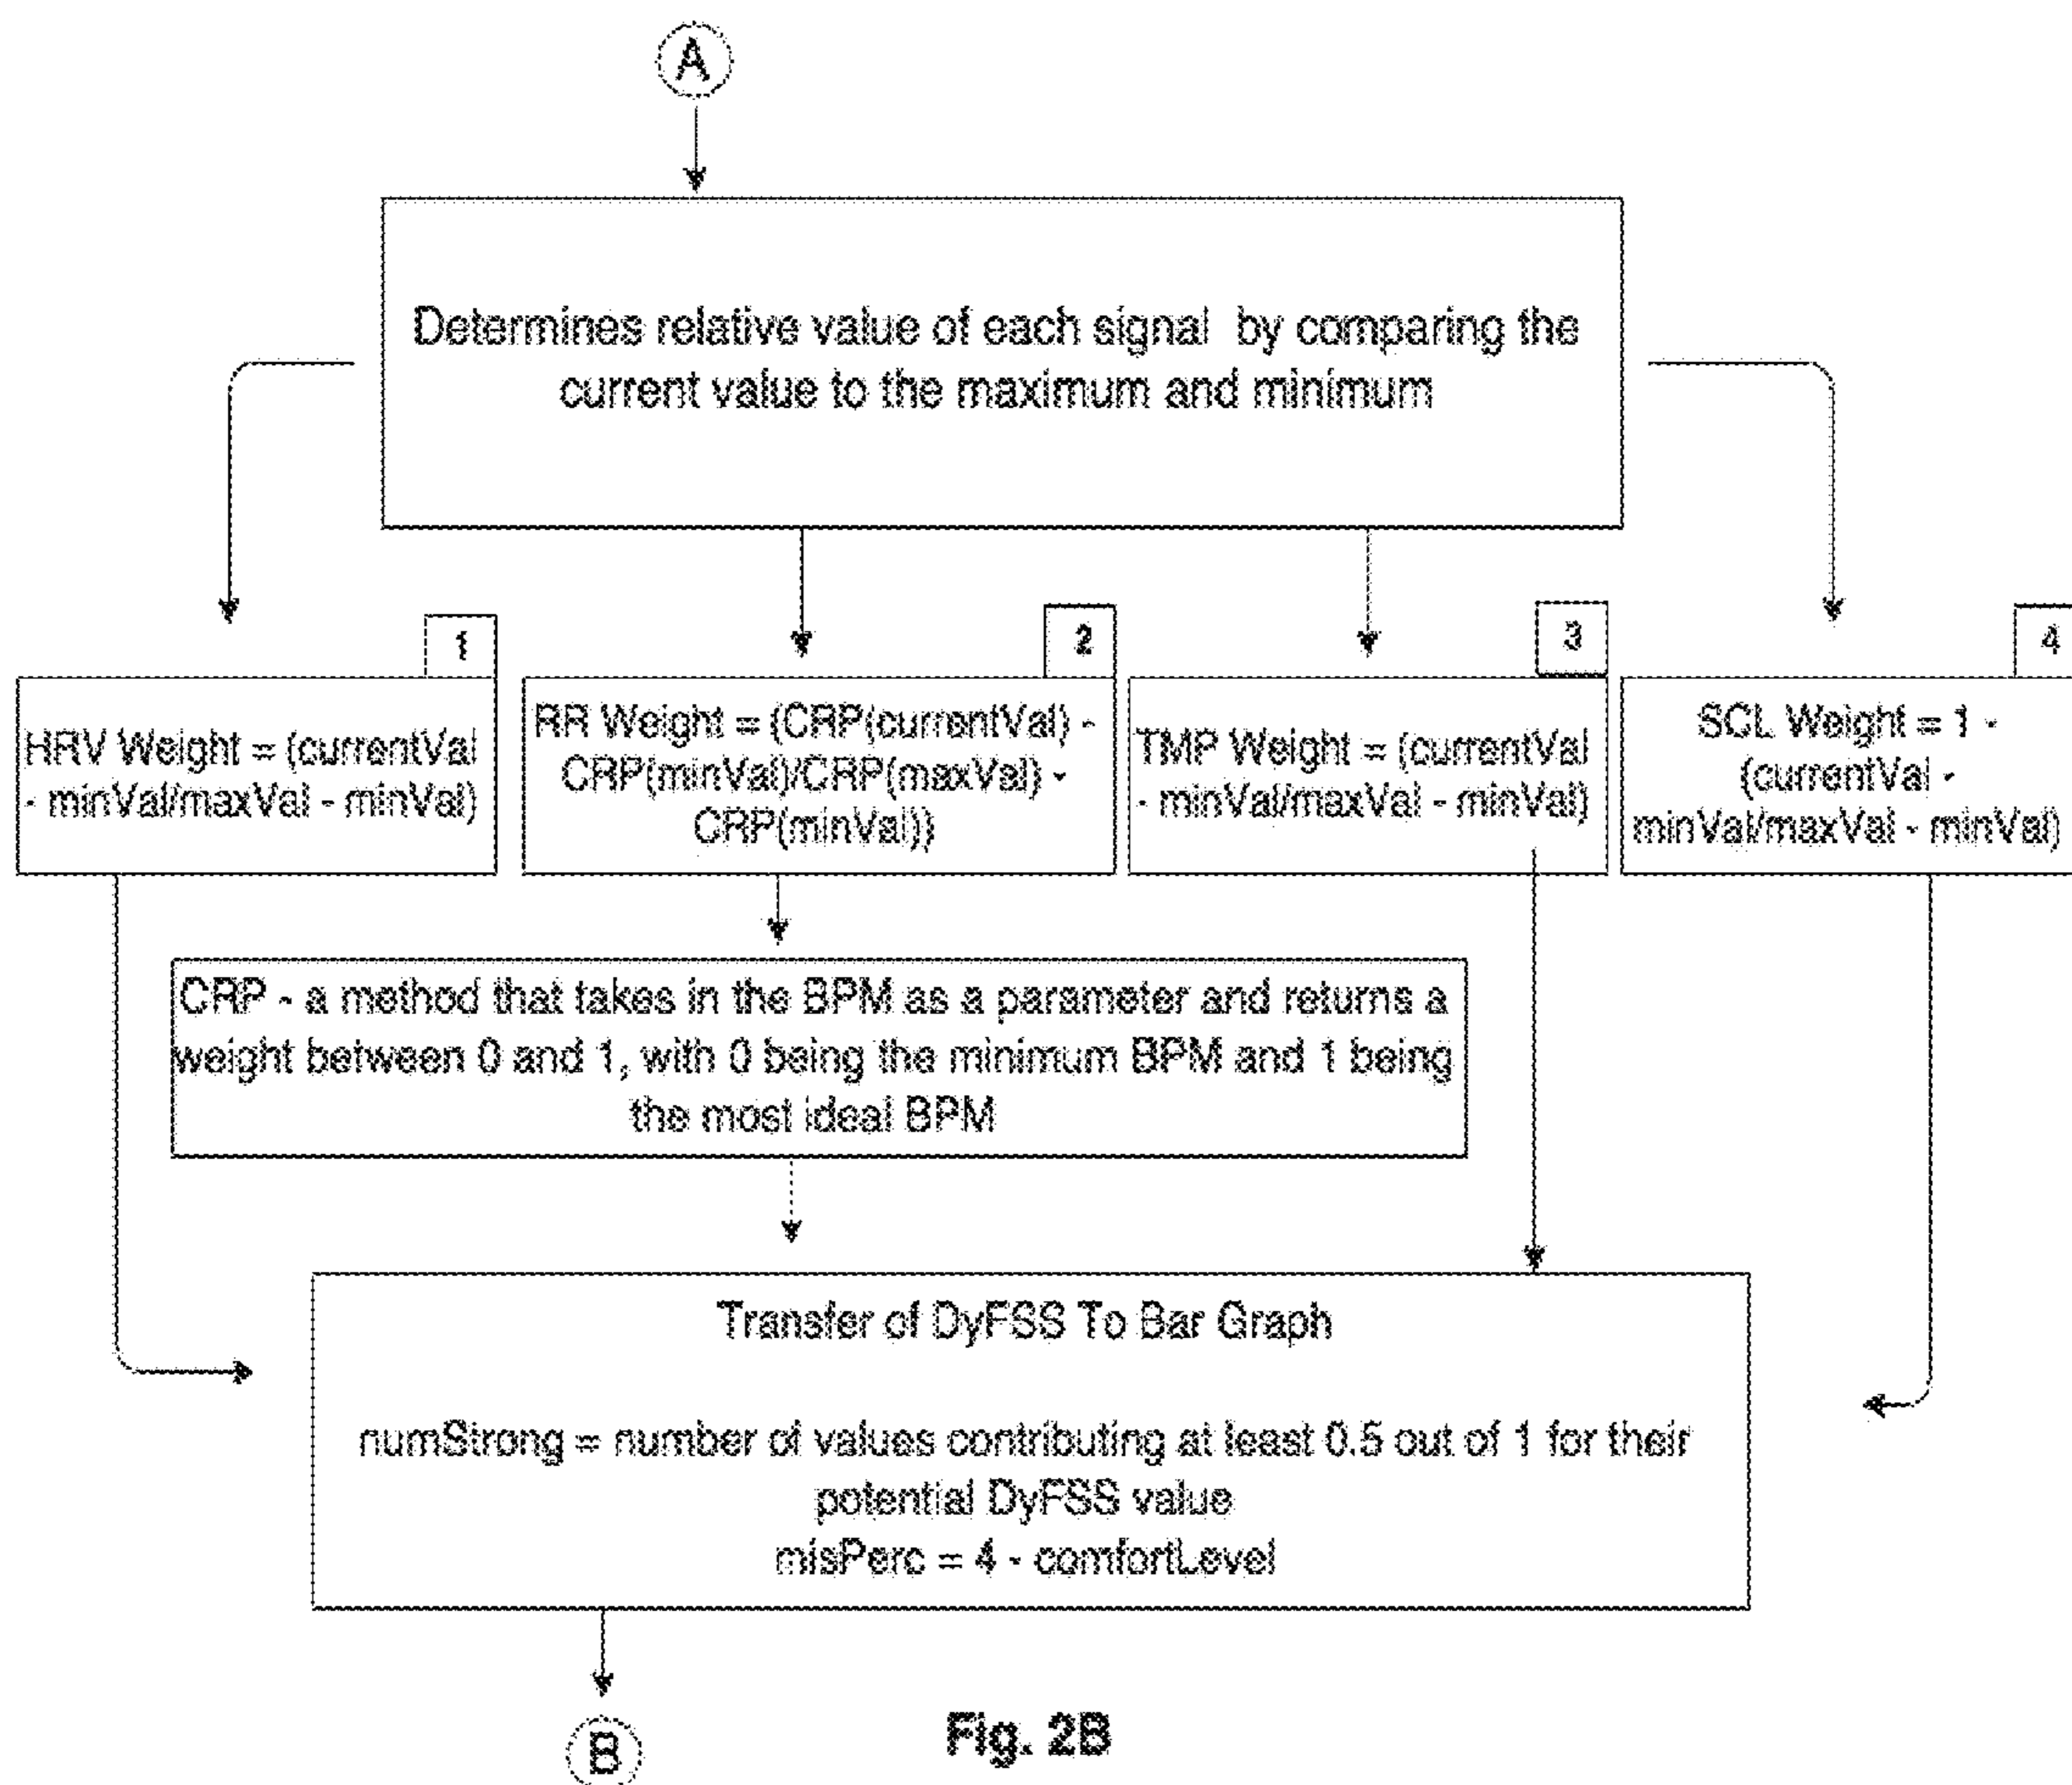 A
Determines relative value of each signal by comparing the
current value to the maximum and minimum
1
HRV Weight = (currentVal
- minVal/maxVal - minVal)
2
RR Weight = (CRP(currentVal) -
CRP(minVal)/CRP(maxVal) -
CRP(minVal))
3
TMP Weight = (currentVal
- minVal/maxVal - minVal)
4
SCL Weight = 1 -
(currentVal -
minVal/maxVal - minVal)
CRP - a method that takes in the BPM as a parameter and returns a
weight between 0 and 1, with 0 being the minimum BPM and 1 being
the most ideal BPM
Transfer of DyFSS To Bar Graph
numStrong = number of values contributing at least 0.5 out of 1 for their
potential DyFSS value
misPerc = 4 - comfortLevel
B
Fig. 2B